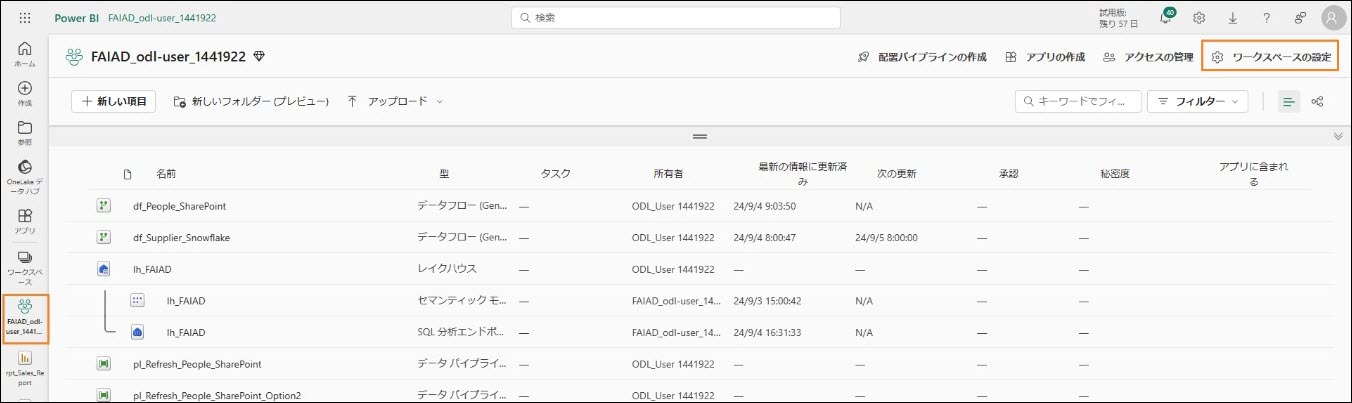 Power BI FAIAD_odl-user_1441922
検索
試用版:
残り 57 日
40
ホーム
作成
参照
OneLake デ
ータ ハブ
アプリ
ワークスペ
ース
FAIAD_odl-
user_1441...
rpt_Sales_Re
port
FAIAD_odl-user_1441922
配置パイプラインの作成 アプリの作成 アクセスの管理 ワークスペースの設定
新しい項目 新しいフォルダー (プレビュー) アップロード
キーワードでフィ... フィルター
名前 型 タスク 所有者 最新の情報に更新済
み 次の更新 承認 秘密度 アプリに含まれ
る
df_People_SharePoint データフロー (Gen... — ODL_User 1441922 24/9/4 9:03:50 N/A — —
df_Supplier_Snowflake データフロー (Gen... — ODL_User 1441922 24/9/4 8:00:47 24/9/5 8:00:00 — —
lh_FAIAD レイクハウス — ODL_User 1441922 — — — —
lh_FAIAD セマンティック モ... — FAIAD_odl-user_14... 24/9/3 15:00:42 N/A — —
lh_FAIAD SQL 分析エンドポ... — FAIAD_odl-user_14... 24/9/4 16:31:33 N/A — —
pl_Refresh_People_SharePoint データ パイプライ... — ODL_User 1441922 — — — —
pl_Refresh_People_SharePoint_Option2 データ パイプライ... — ODL_User 1441922 — — — —